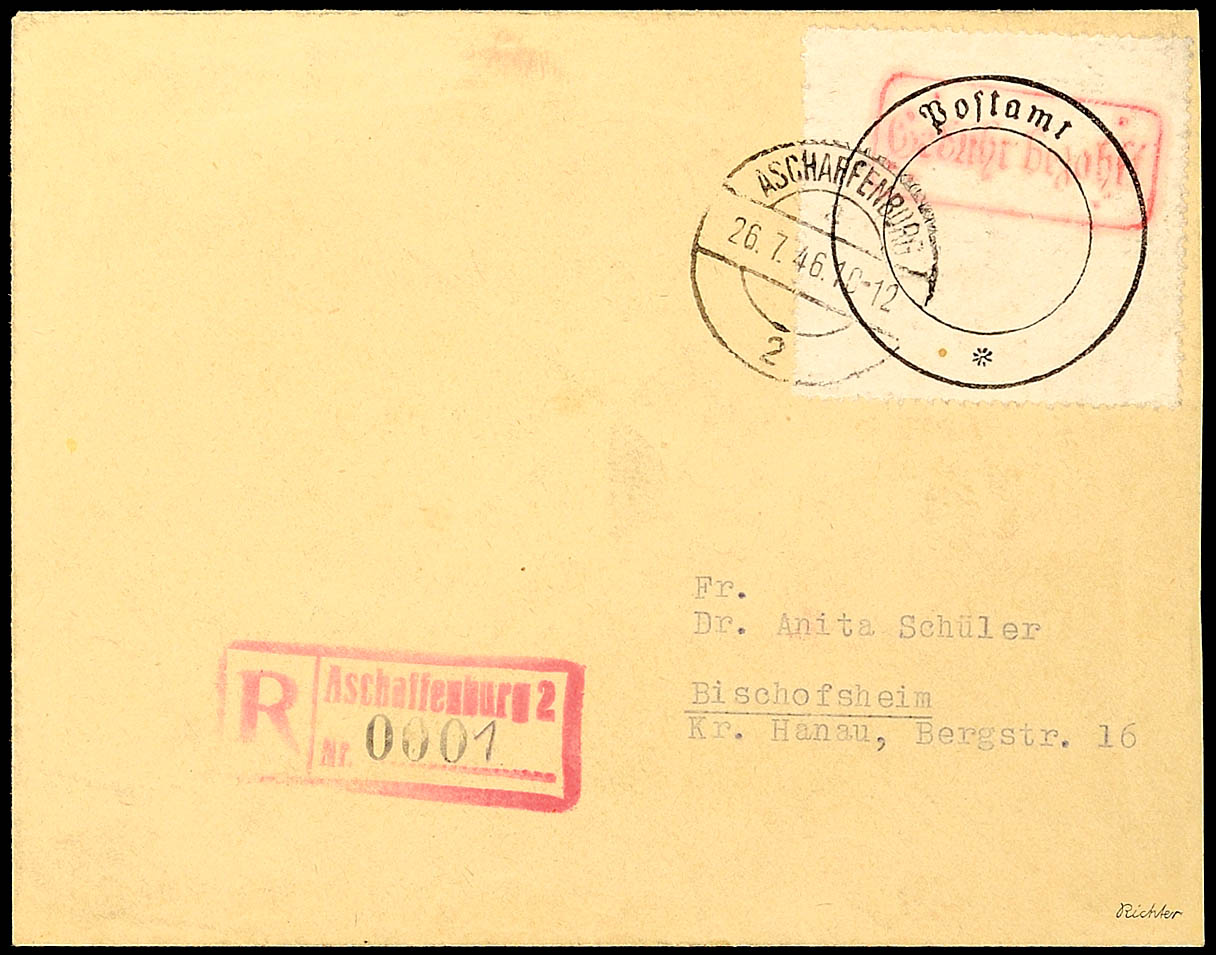 Postamt
Gebühr bezahlt
ASCHAFFENBURG
26.7.46.10-12
2
Fr.
Dr. Anita Schüler
Bischofsheim
Kr. Hanau, Bergstr. 16
R Aschaffenburg 2
Nr. 0001
Richter